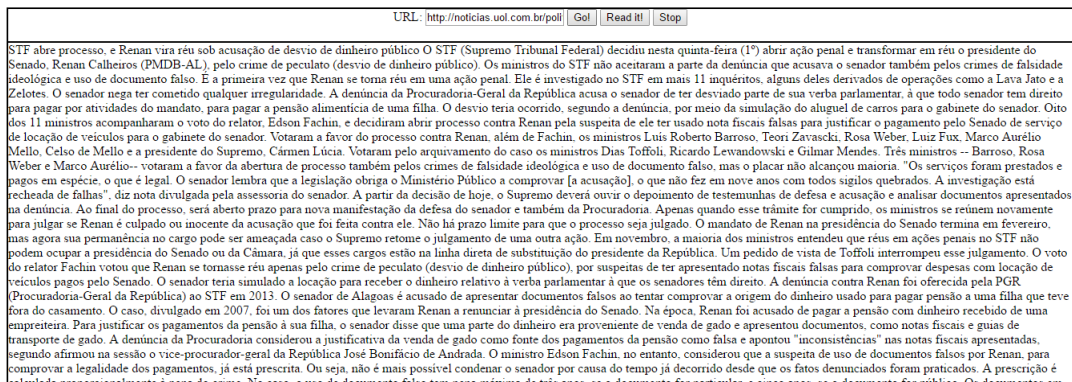 URL: http://noticias.uol.com.br/poli Go! Read it! Stop
STF abre processo, e Renan vira réu sob acusação de desvio de dinheiro público O STF (Supremo Tribunal Federal) decidiu nesta quinta-feira (1º) abrir ação penal e transformar em réu o presidente do
Senado, Renan Calheiros (PMDB-AL), pelo crime de peculato (desvio de dinheiro público). Os ministros do STF não aceitaram a parte da denúncia que acusava o senador também pelos crimes de falsidade
ideológica e uso de documento falso. É a primeira vez que Renan se torna réu em uma ação penal. Ele é investigado no STF em mais 11 inquéritos, alguns deles derivados de operações como a Lava Jato e a
Zelotes. O senador nega ter cometido qualquer irregularidade. A denúncia da Procuradoria-Geral da República acusa o senador de ter desviado parte de sua verba parlamentar, à que todo senador tem direito
para pagar por atividades do mandato, para pagar a pensão alimentícia de uma filha. O desvio teria ocorrido, segundo a denúncia, por meio da simulação do aluguel de carros para o gabinete do senador. Oito
dos 11 ministros acompanharam o voto do relator, Edson Fachin, e decidiram abrir processo contra Renan pela suspeita de ele ter usado nota fiscais falsas para justificar o pagamento pelo Senado de serviço
de locação de veículos para o gabinete do senador. Votaram a favor do processo contra Renan, além de Fachin, os ministros Luís Roberto Barroso, Teori Zavascki, Rosa Weber, Luiz Fux, Marco Aurélio
Mello, Celso de Mello e a presidente do Supremo, Cármen Lúcia. Votaram pelo arquivamento do caso os ministros Dias Toffoli, Ricardo Lewandowski e Gilmar Mendes. Três ministros -- Barroso, Rosa
Weber e Marco Aurélio-- votaram a favor da abertura de processo também pelos crimes de falsidade ideológica e uso de documento falso, mas o placar não alcançou maioria. "Os serviços foram prestados e
pagos em espécie, o que é legal. O senador lembra que a legislação obriga o Ministério Público a comprovar [a acusação], o que não fez em nove anos com todos sigilos quebrados. A investigação está
recheada de falhas", diz nota divulgada pela assessoria do senador. A partir da decisão de hoje, o Supremo deverá ouvir o depoimento de testemunhas de defesa e acusação e analisar documentos apresentados
na denúncia. Ao final do processo, será aberto prazo para nova manifestação da defesa do senador e também da Procuradoria. Apenas quando esse trâmite for cumprido, os ministros se reúnem novamente
para julgar se Renan é culpado ou inocente da acusação que foi feita contra ele. Não há prazo limite para que o processo seja julgado. O mandato de Renan na presidência do Senado termina em fevereiro,
mas agora sua permanência no cargo pode ser ameaçada caso o Supremo retome o julgamento de uma outra ação. Em novembro, a maioria dos ministros entendeu que réus em ações penais no STF não
podem ocupar a presidência do Senado ou da Câmara, já que esses cargos estão na linha direta de substituição do presidente da República. Um pedido de vista de Toffoli interrompeu esse julgamento. O voto
do relator Fachin votou que Renan se tornasse réu apenas pelo crime de peculato (desvio de dinheiro público), por suspeitas de ter apresentado notas fiscais falsas para comprovar despesas com locação de
veículos pagos pelo Senado. O senador teria simulado a locação para receber o dinheiro relativo à verba parlamentar à que os senadores têm direito. A denúncia contra Renan foi oferecida pela PGR
(Procuradoria-Geral da República) ao STF em 2013. O senador de Alagoas é acusado de apresentar documentos falsos ao tentar comprovar a origem do dinheiro usado para pagar pensão a uma filha que teve
fora do casamento. O caso, divulgado em 2007, foi um dos fatores que levaram Renan a renunciar à presidência do Senado. Na época, Renan foi acusado de pagar a pensão com dinheiro recebido de uma
empreiteira. Para justificar os pagamentos da pensão à sua filha, o senador disse que uma parte do dinheiro era proveniente de venda de gado e apresentou documentos, como notas fiscais e guias de
transporte de gado. A denúncia da Procuradoria considerou a justificativa da venda de gado como fonte dos pagamentos da pensão como falsa e apontou "inconsistências" nas notas fiscais apresentadas,
segundo afirmou na sessão o vice-procurador-geral da República José Bonifácio de Andrada. O ministro Edson Fachin, no entanto, considerou que a suspeita de uso de documentos falsos por Renan, para
comprovar a legalidade dos pagamentos, já está prescrita. Ou seja, não é mais possível condenar o senador por causa do tempo já decorrido desde que os fatos denunciados foram praticados. A prescrição é